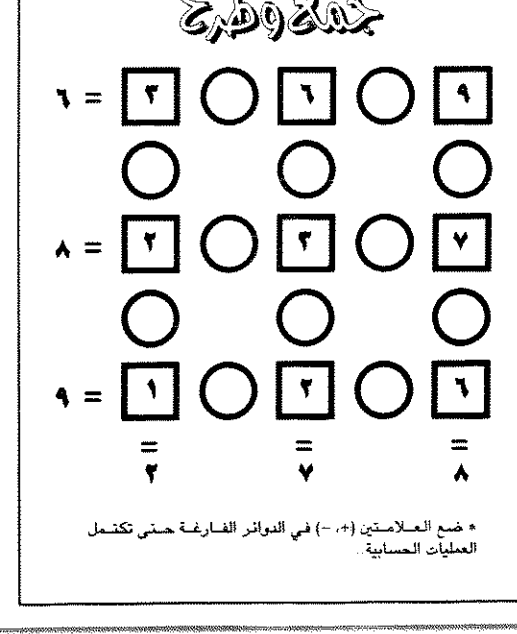 جمع وطرح
٩ ٦ ٣ = ٦
٧ ٣ ٢ = ٨
٦ ٢ ١ = ٩
= = =
٨ ٧ ٢
* ضع العلامتين (+، -) في الدوائر الفارغة حتى تكتمل
العمليات الحسابية..